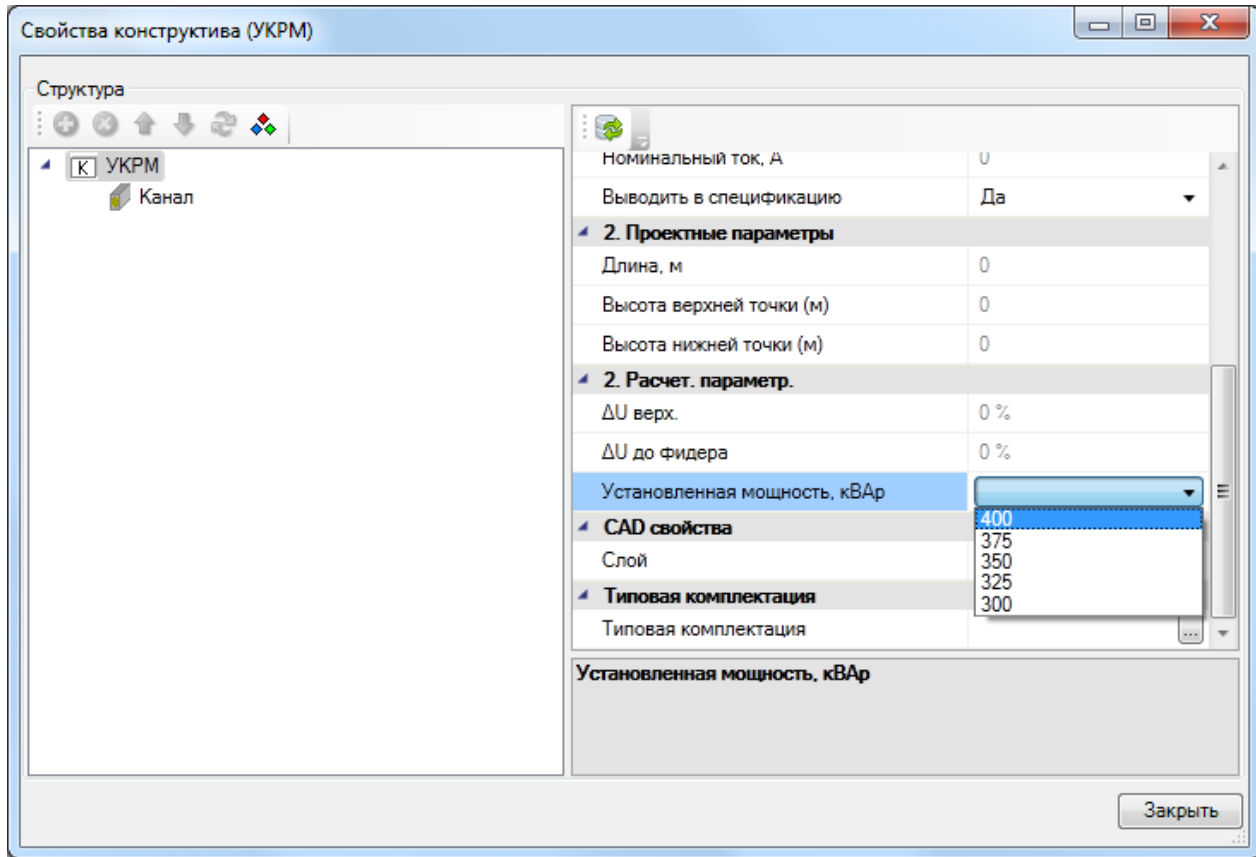 Свойства конструктива (УКРМ)
Структура
К УКРМ
Канал
Номинальный ток, А 0
Выводить в спецификацию Да
2. Проектные параметры
Длина, м 0
Высота верхней точки (м) 0
Высота нижней точки (м) 0
2. Расчет. параметр.
ΔU верх. 0 %
ΔU до фидера 0 %
Установленная мощность, кВАр
400
CAD свойства
375
Слой
350
325
Типовая комплектация
300
Типовая комплектация ...
Установленная мощность, кВАр
Закрыть